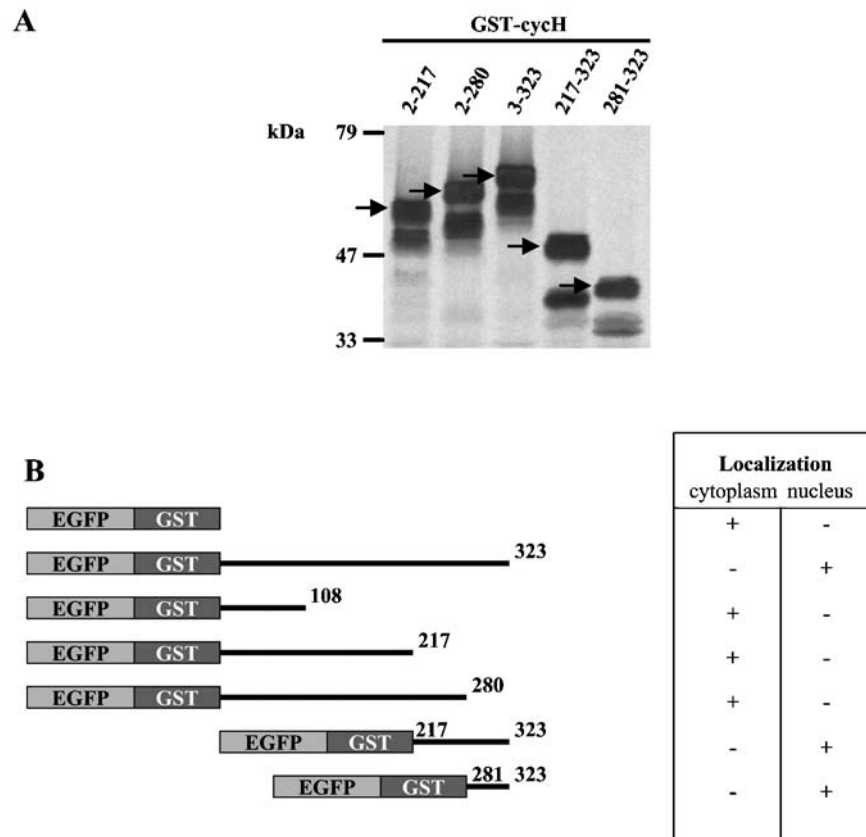 A
GST-cycH
2-217 2-280 3-323 217-323 281-323
kDa 79
47
33
B
Localization
cytoplasm nucleus
EGFP GST + -
EGFP GST 323 - +
EGFP GST 108 + -
EGFP GST 217 + -
EGFP GST 280 + -
EGFP GST 217 323 - +
EGFP GST 281 323 - +